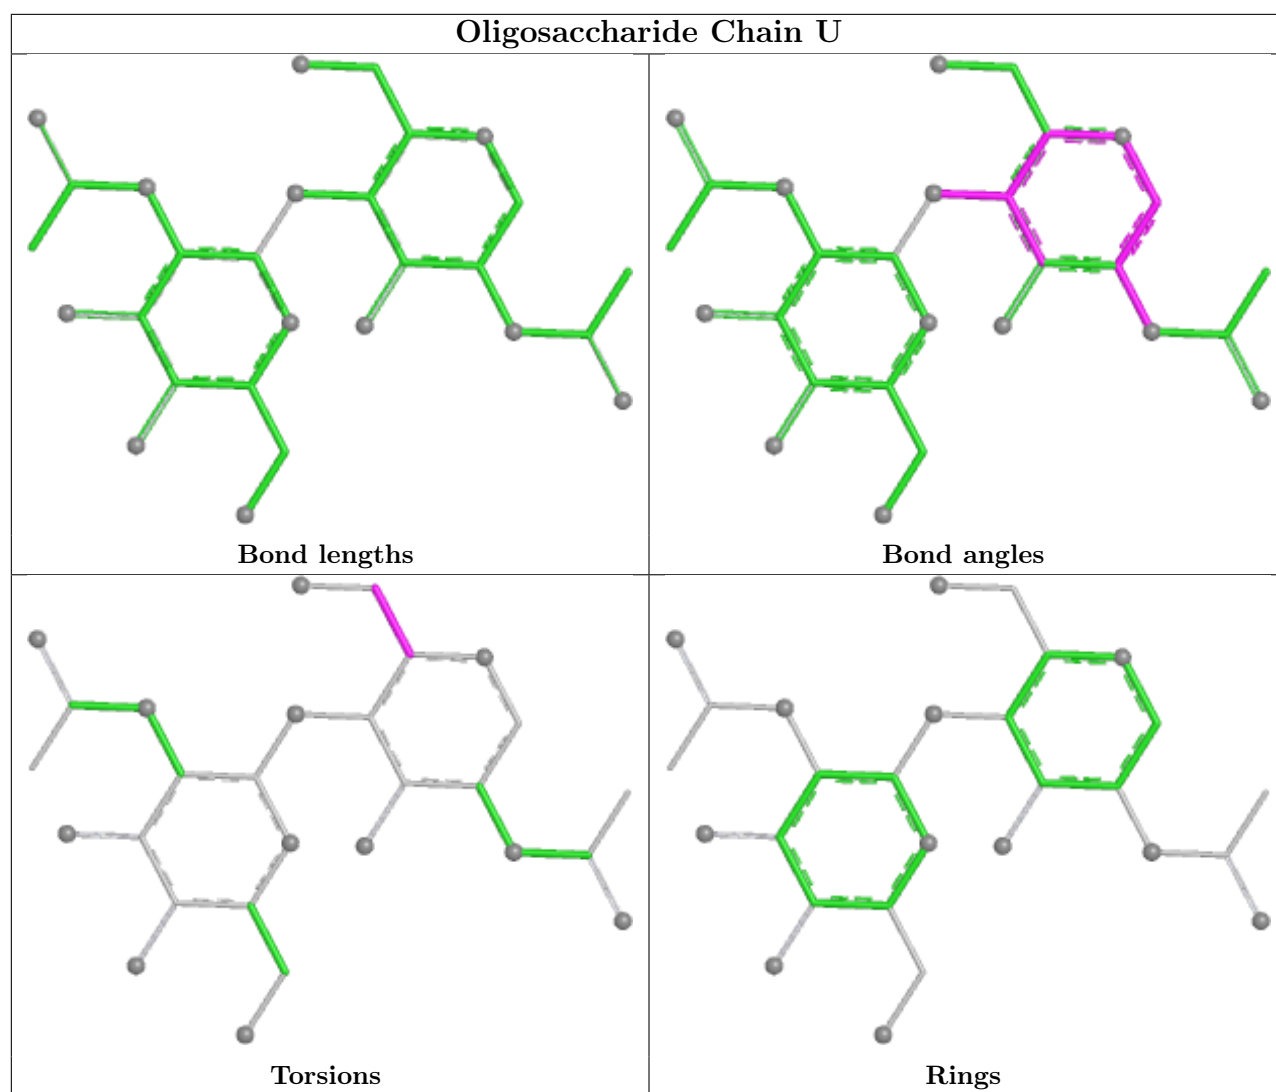 Oligosaccharide Chain U
Bond lengths
Bond angles
Torsions
Rings